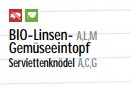 BIO-Linsen- A,L,M
Gemüseeintopf
Serviettenknödel A,C,G